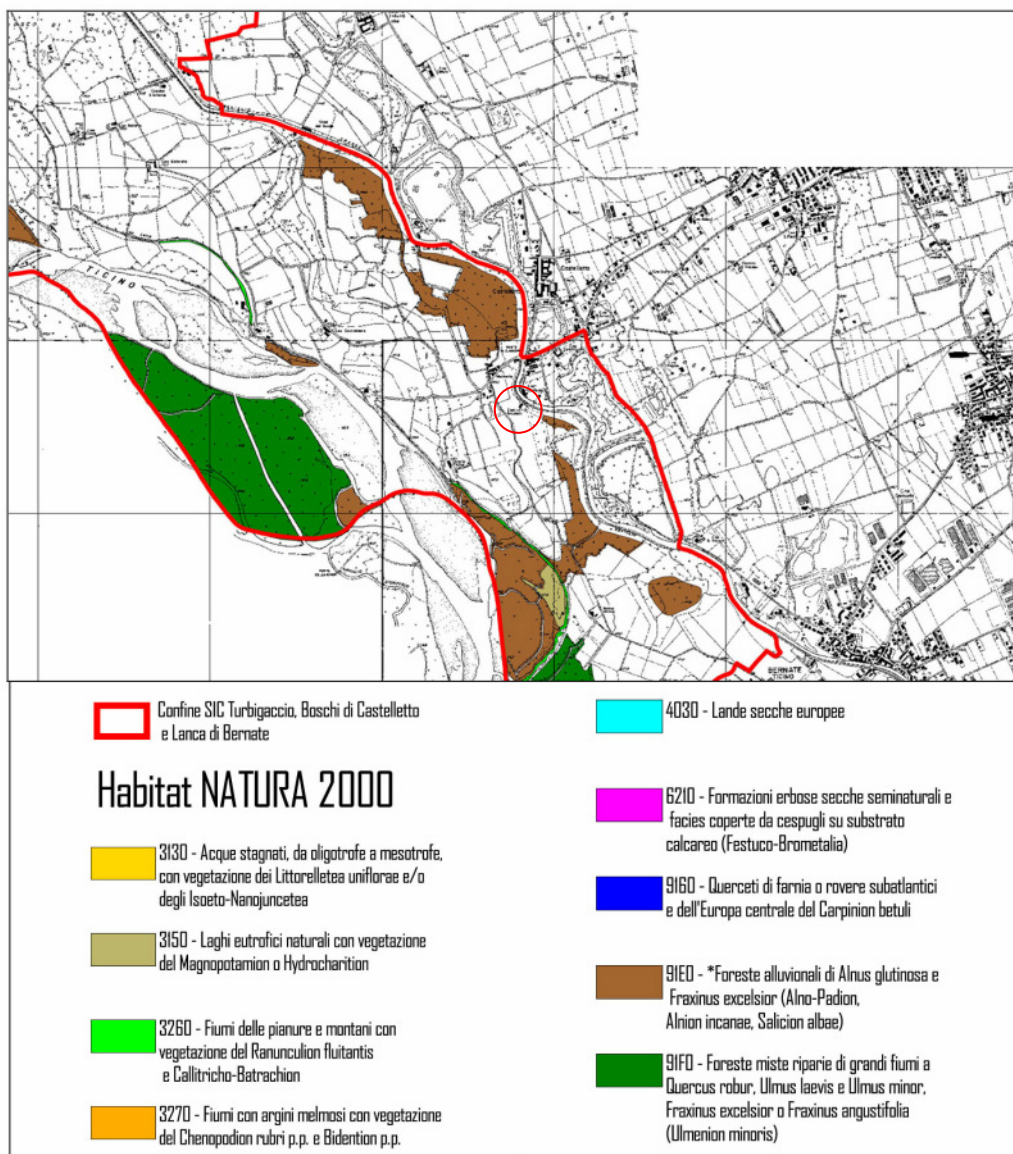 TICINO
BERNATE
TICINO
Confine SIC Turbigaccio, Boschi di Castelletto
e Lanca di Bernate
Habitat NATURA 2000
3130 - Acque stagnati, da oligotrofe a mesotrofe,
con vegetazione dei Littorelletea uniflorae e/o
degli Isoeto-Nanojuncetea
3150 - Laghi eutrofici naturali con vegetazione
del Magnopotamion o Hydrocharition
3260 - Fiumi delle pianure e montani con
vegetazione del Ranunculion fluitantis
e Callitricho-Batrachion
3270 - Fiumi con argini melmosi con vegetazione
del Chenopodion rubri p.p. e Bidention p.p.
4030 - Lande secche europee
6210 - Formazioni erbose secche seminaturali e
facies coperte da cespugli su substrato
calcareo (Festuco-Brometalia)
9160 - Querceti di farnia o rovere subatlantici
e dell'Europa centrale del Carpinion betuli
91E0 - *Foreste alluvionali di Alnus glutinosa e
Fraxinus excelsior (Alno-Padion,
Alnion incanae, Salicion albae)
91F0 - Foreste miste riparie di grandi fiumi a
Quercus robur, Ulmus laevis e Ulmus minor,
Fraxinus excelsior o Fraxinus angustifolia
(Ulmenion minoris)